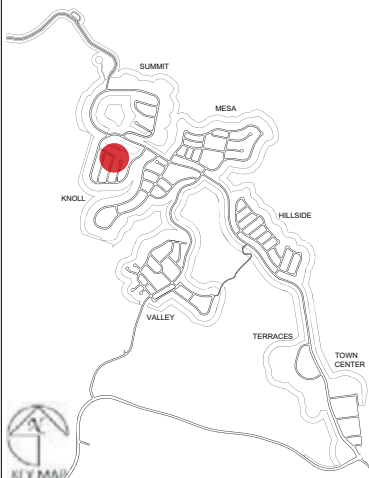 SUMMIT
MESA
KNOLL
HILLSIDE
VALLEY
TERRACES
TOWN
CENTER
KEY MAP